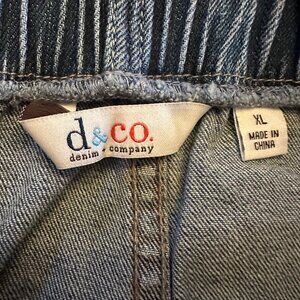 d&co.
denim & company
XL
MADE IN
CHINA